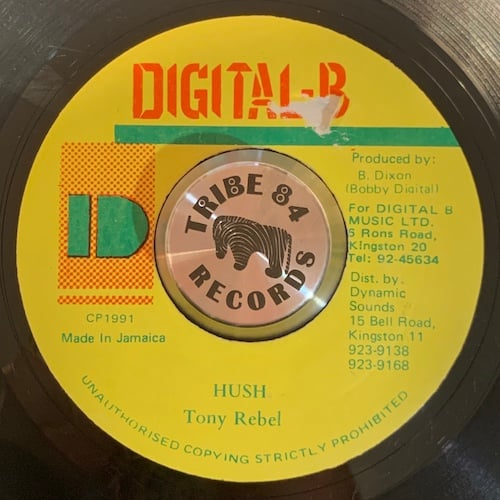 DIGITAL-B
ID
Produced by:
B. Dixon
(Bobby Digital)
For DIGITAL B
MUSIC LTD.
6 Rons Road,
Kingston 20
Tel: 92-45634
Dist. by.
Dynamic
Sounds
15 Bell Road,
Kingston 11
923-9138
923-9168
TRIBE 84
RECORDS
CP1991
Made in Jamaica
HUSH
Tony Rebel
UNAUTHORISED COPYING STRICTLY PROHIBITED